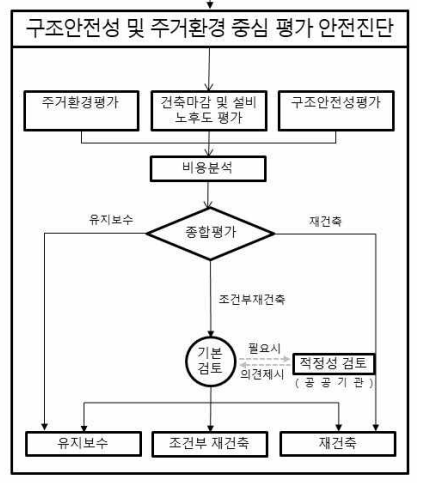 구조안전성 및 주거환경 중심 평가 안전진단
주거환경평가
건축마감 및 설비
노후도 평가
구조안전성평가
비용분석
유지보수
종합평가
재건축
조건부재건축
기본
검토
필요시
의견제시
적정성 검토
( 공 공 기 관 )
유지보수
조건부 재건축
재건축